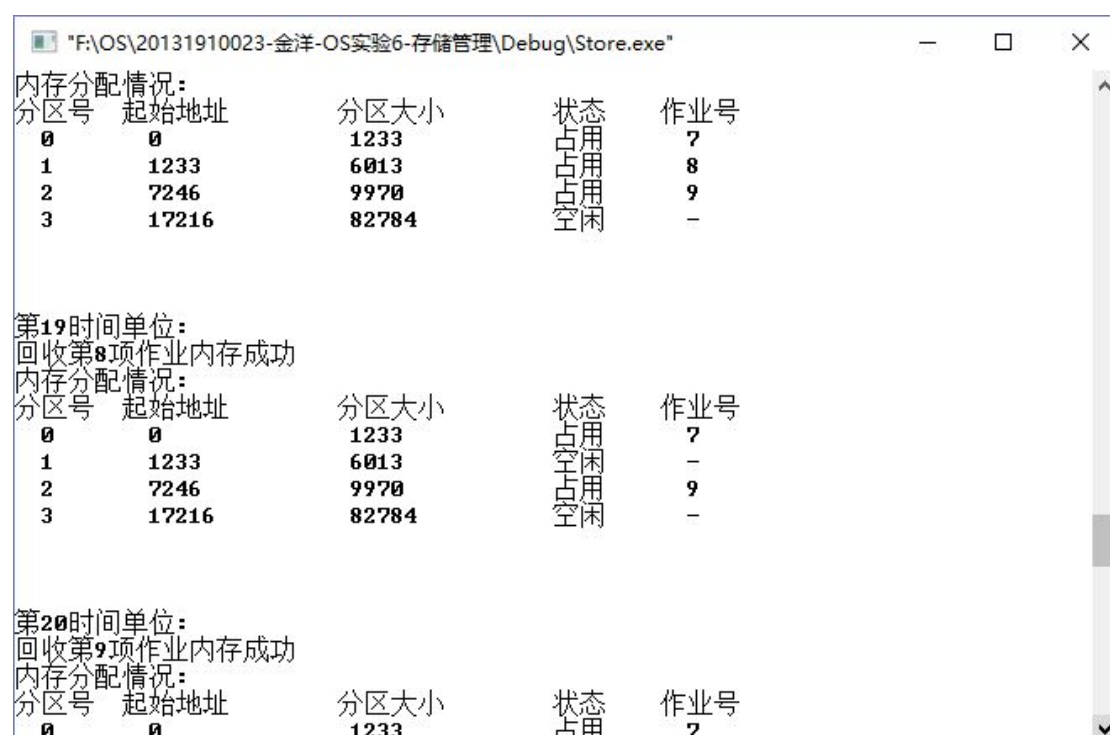 "F:\OS\20131910023-金洋-OS实验6-存储管理\Debug\Store.exe"
内存分配情况:
分区号 起始地址 分区大小 状态 作业号
0 0 1233 占用 7
1 1233 6013 占用 8
2 7246 9970 占用 9
3 17216 82784 空闲 -
第19时间单位:
回收第8项作业内存成功
内存分配情况:
分区号 起始地址 分区大小 状态 作业号
0 0 1233 占用 7
1 1233 6013 空闲 -
2 7246 9970 占用 9
3 17216 82784 空闲 -
第20时间单位:
回收第9项作业内存成功
内存分配情况:
分区号 起始地址 分区大小 状态 作业号
0 0 1233 占用 7